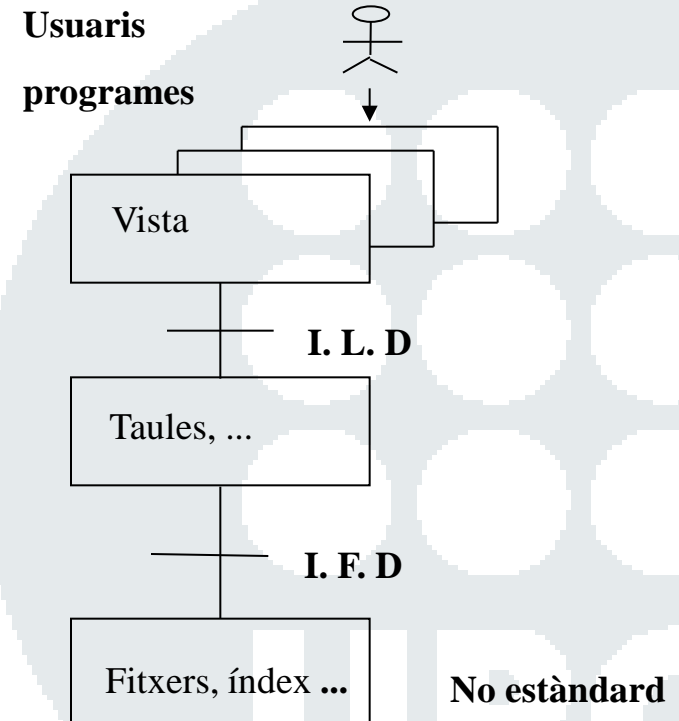 Usuaris
programes
Vista
I. L. D
Taules, ...
I. F. D
Fitxers, índex ...
No estàndard